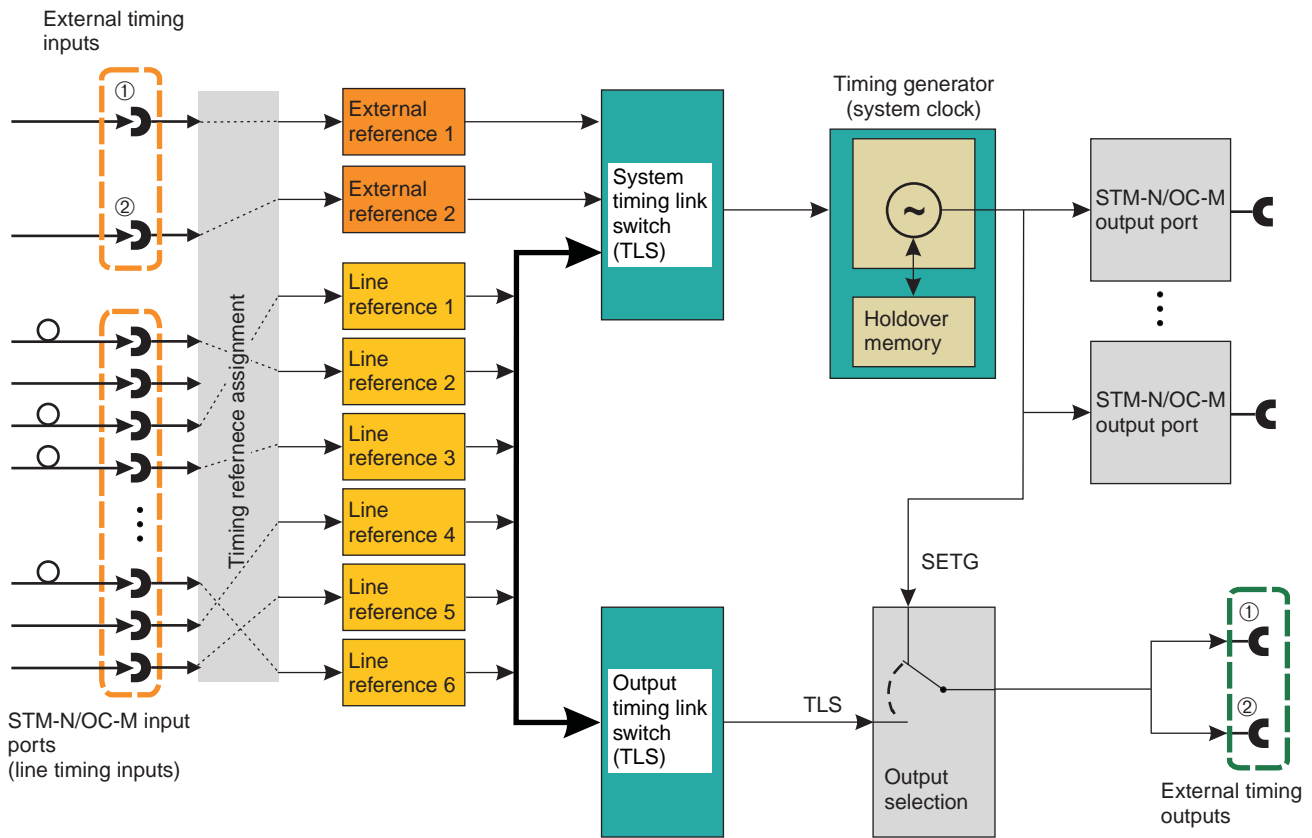 External timing
inputs
①
②
STM-N/OC-M input
ports
(line timing inputs)
Timing refernece assignment
External
reference 1
External
reference 2
Line
reference 1
Line
reference 2
Line
reference 3
Line
reference 4
Line
reference 5
Line
reference 6
System
timing link
switch
(TLS)
Output
timing link
switch
(TLS)
Timing generator
(system clock)
~
Holdover
memory
STM-N/OC-M
output port
STM-N/OC-M
output port
SETG
TLS
Output
selection
①
②
External timing
outputs